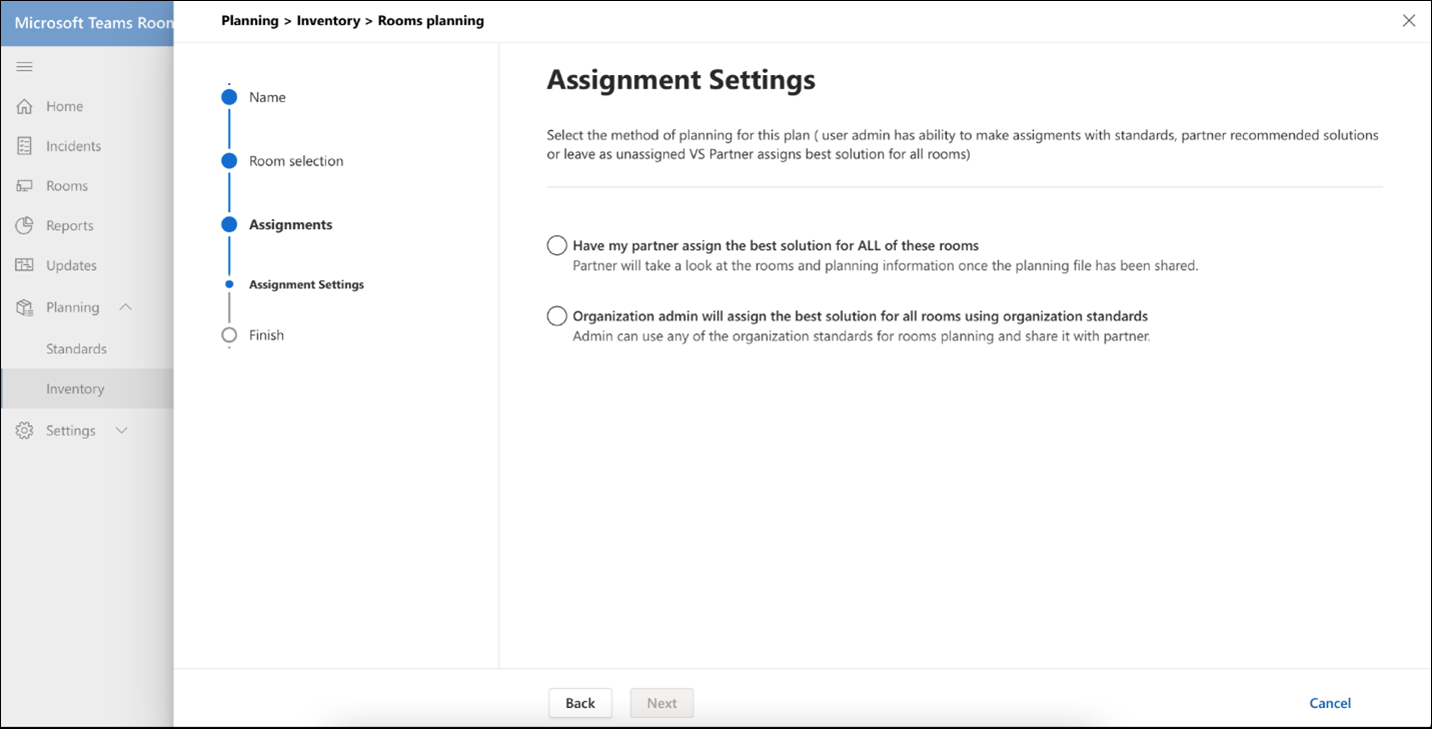 Microsoft Teams Room
Planning > Inventory > Rooms planning
Home
Incidents
Rooms
Reports
Updates
Planning
Standards
Inventory
Settings
Name
Room selection
Assignments
Assignment Settings
Finish
Assignment Settings
Select the method of planning for this plan ( user admin has ability to make assigments with standards, partner recommended solutions
or leave as unassigned VS Partner assigns best solution for all rooms)
Have my partner assign the best solution for ALL of these rooms
Partner will take a look at the rooms and planning information once the planning file has been shared.
Organization admin will assign the best solution for all rooms using organization standards
Admin can use any of the organization standards for rooms planning and share it with partner.
Back
Next
Cancel